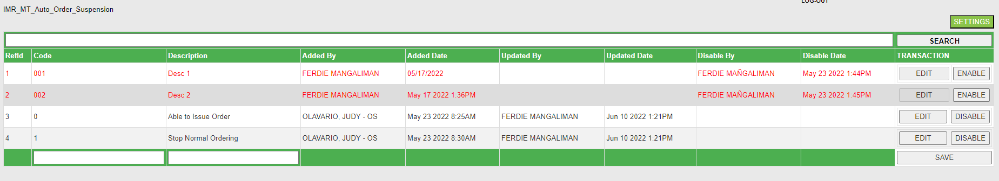 LOG-OUT
IMR_MT_Auto_Order_Suspension
SETTINGS
SEARCH
RefId Code Description Added By Added Date Updated By Updated Date Disable By Disable Date TRANSACTION
1 001 Desc 1 FERDIE MANGALIMAN 05/17/2022 FERDIE MAÑGALIMAN May 23 2022 1:44PM EDIT ENABLE
2 002 Desc 2 FERDIE MANGALIMAN May 17 2022 1:36PM FERDIE MAÑGALIMAN May 23 2022 1:45PM EDIT ENABLE
3 0 Able to Issue Order OLAVARIO, JUDY - OS May 23 2022 8:25AM FERDIE MANGALIMAN Jun 10 2022 1:21PM EDIT DISABLE
4 1 Stop Normal Ordering OLAVARIO, JUDY - OS May 23 2022 8:30AM FERDIE MANGALIMAN Jun 10 2022 1:21PM EDIT DISABLE
SAVE